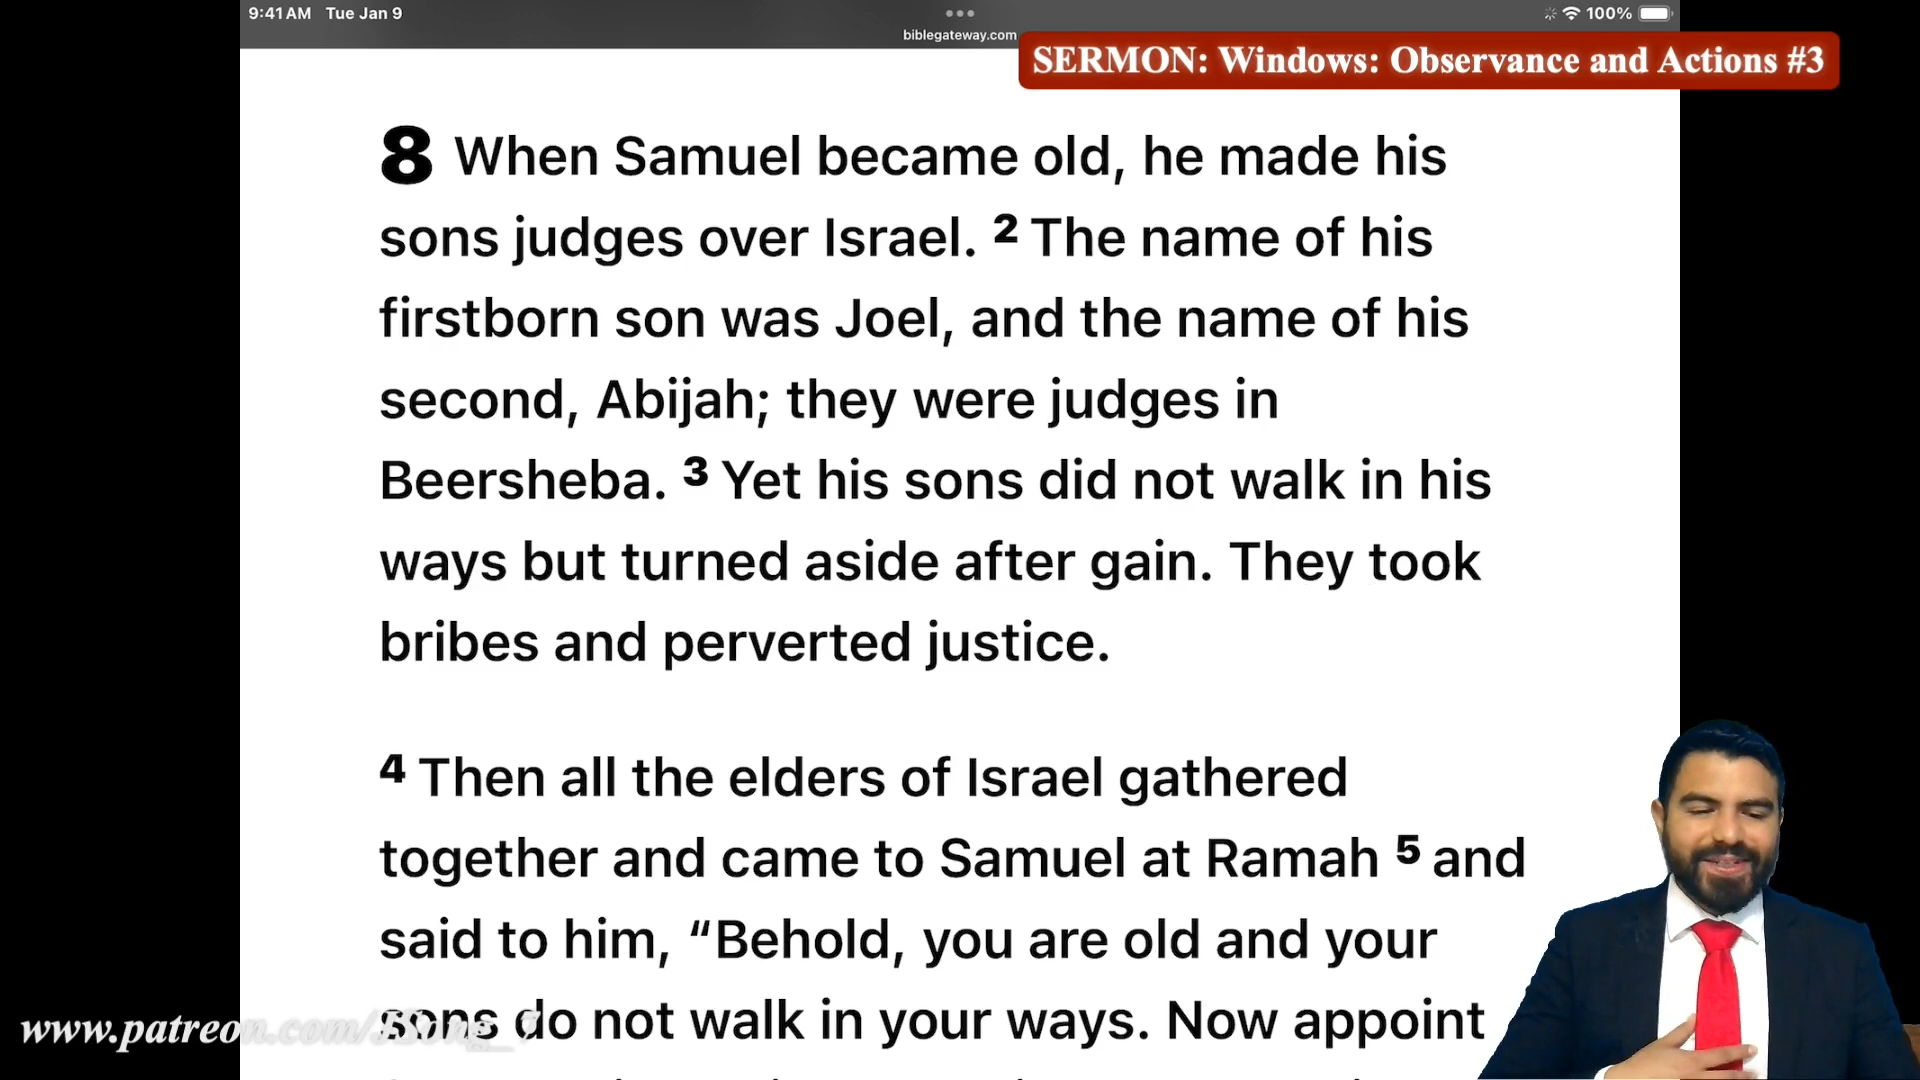 9:41 AM Tue Jan 9
100%
biblegateway.com
SERMON: Windows: Observance and Actions #3
8 When Samuel became old, he made his
sons judges over Israel. 2 The name of his
firstborn son was Joel, and the name of his
second, Abijah; they were judges in
Beersheba. 3 Yet his sons did not walk in his
ways but turned aside after gain. They took
bribes and perverted justice.
4 Then all the elders of Israel gathered
together and came to Samuel at Ramah 5 and
said to him, “Behold, you are old and your
sons do not walk in your ways. Now appoint